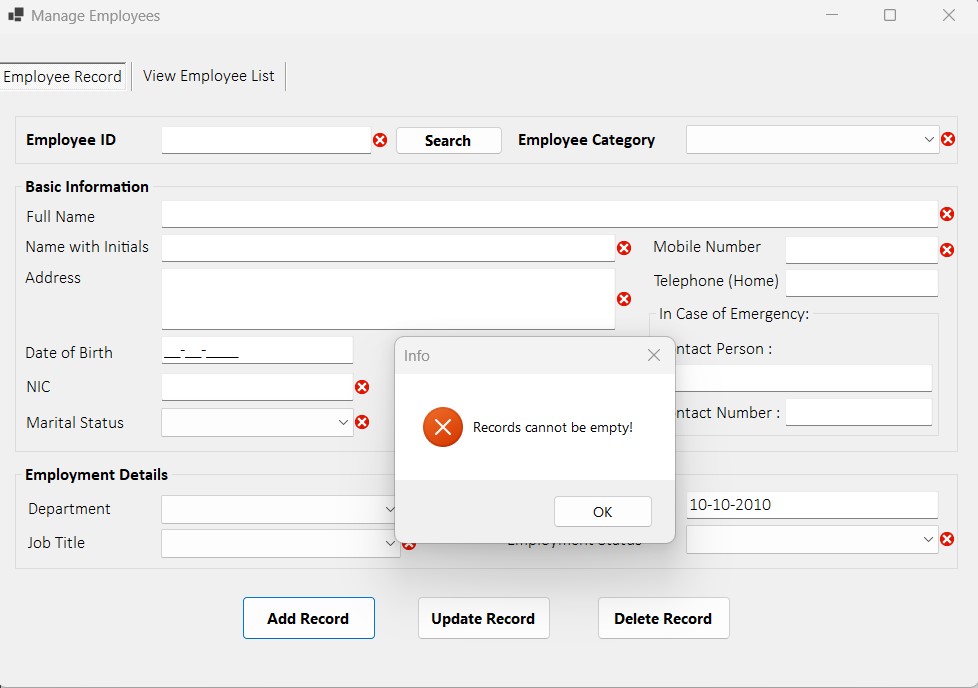 Manage Employees
Employee Record
View Employee List
Employee ID
Search
Employee Category
Basic Information
Full Name
Name with Initials
Mobile Number
Address
Telephone (Home)
In Case of Emergency:
Date of Birth
__-__-____
Info
ntact Person :
NIC
Marital Status
ntact Number :
Records cannot be empty!
Employment Details
Department
OK
10-10-2010
Job Title
Employment Status
Add Record
Update Record
Delete Record